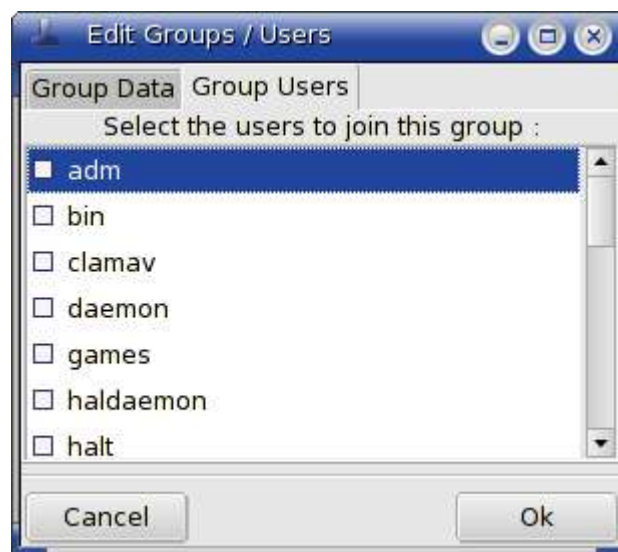 Edit Groups / Users
Group Data Group Users
Select the users to join this group :
adm
bin
clamav
daemon
games
haldaemon
halt
Cancel Ok